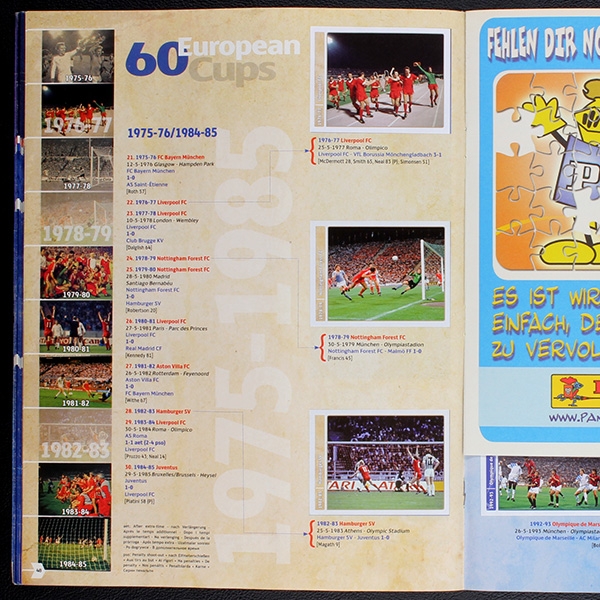 60 European
Cups
1975-76/1984-85
1975-1985
1975-76
1976-77
1977-78
1978-79
1979-80
1980-81
1981-82
1982-83
1983-84
1984-85
21. 1975-76 FC Bayern München
12-5-1976 Glasgow - Hampden Park
FC Bayern München
1-0
AS Saint-Étienne
[Roth 57]
22. 1976-77 Liverpool FC
23. 1977-78 Liverpool FC
10-5-1978 London - Wembley
Liverpool FC
1-0
Club Brugge KV
[Dalglish 64]
24. 1978-79 Nottingham Forest FC
25. 1979-80 Nottingham Forest FC
28-5-1980 Madrid
Santiago Bernabéu
Nottingham Forest FC
1-0
Hamburger SV
[Robertson 20]
26. 1980-81 Liverpool FC
27-5-1981 Paris - Parc des Princes
Liverpool FC
1-0
Real Madrid CF
[Kennedy 81]
27. 1981-82 Aston Villa FC
26-5-1982 Rotterdam - Feyenoord
Aston Villa FC
1-0
FC Bayern München
[Withe 67]
28. 1982-83 Hamburger SV
29. 1983-84 Liverpool FC
30-5-1984 Roma - Olimpico
AS Roma
1-1 aet (2-4 pso)
Liverpool FC
[Pruzzo 43, Neal 14]
30. 1984-85 Juventus
29-5-1985 Bruxelles/Brussels - Heysel
Juventus
1-0
Liverpool FC
[Platini 58 (P)]
1976-77 Liverpool FC
25-5-1977 Roma - Olimpico
Liverpool FC - VfL Borussia Mönchengladbach 3-1
[McDermott 28, Smith 65, Neal 83 (P), Simonsen 51]
1978-79 Nottingham Forest FC
30-5-1979 München - Olympiastadion
Nottingham Forest FC - Malmö FF 1-0
[Francis 45]
1982-83 Hamburger SV
25-5-1983 Athens - Olympic Stadium
Hamburger SV - Juventus 1-0
[Magath 9]
40
FEHLEN DIR NO
ES IST WIR
EINFACH, DE
ZU VERVOL
WWW.PAN
1992-93
1992-93 Olympique de Marse
26-5-1993 München - Olympiasta
Olympique de Marseille - AC Milan